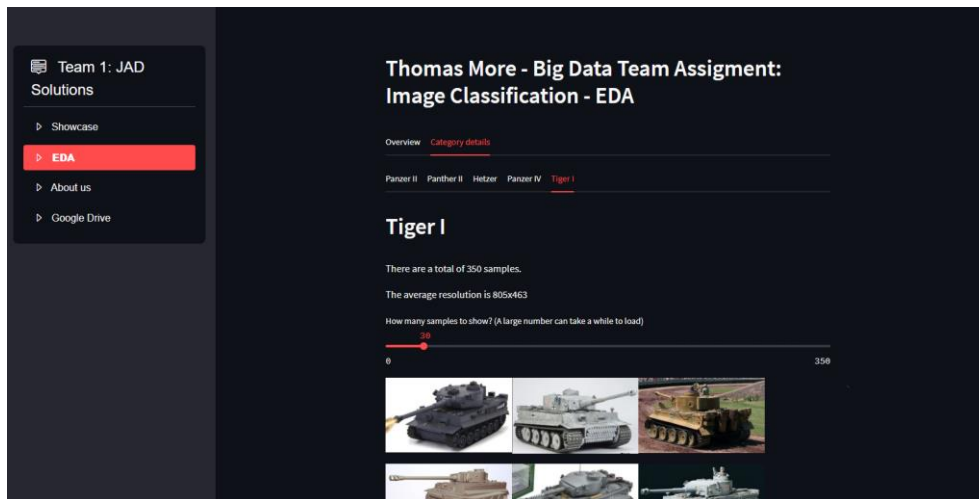 Team 1: JAD
Solutions
Showcase
EDA
About us
Google Drive
Thomas More - Big Data Team Assigment:
Image Classification - EDA
Overview Category details
Panzer II Panther II Hetzer Panzer IV Tiger I
Tiger I
There are a total of 350 samples.
The average resolution is 805x463
How many samples to show? (A large number can take a while to load)
30
0 350